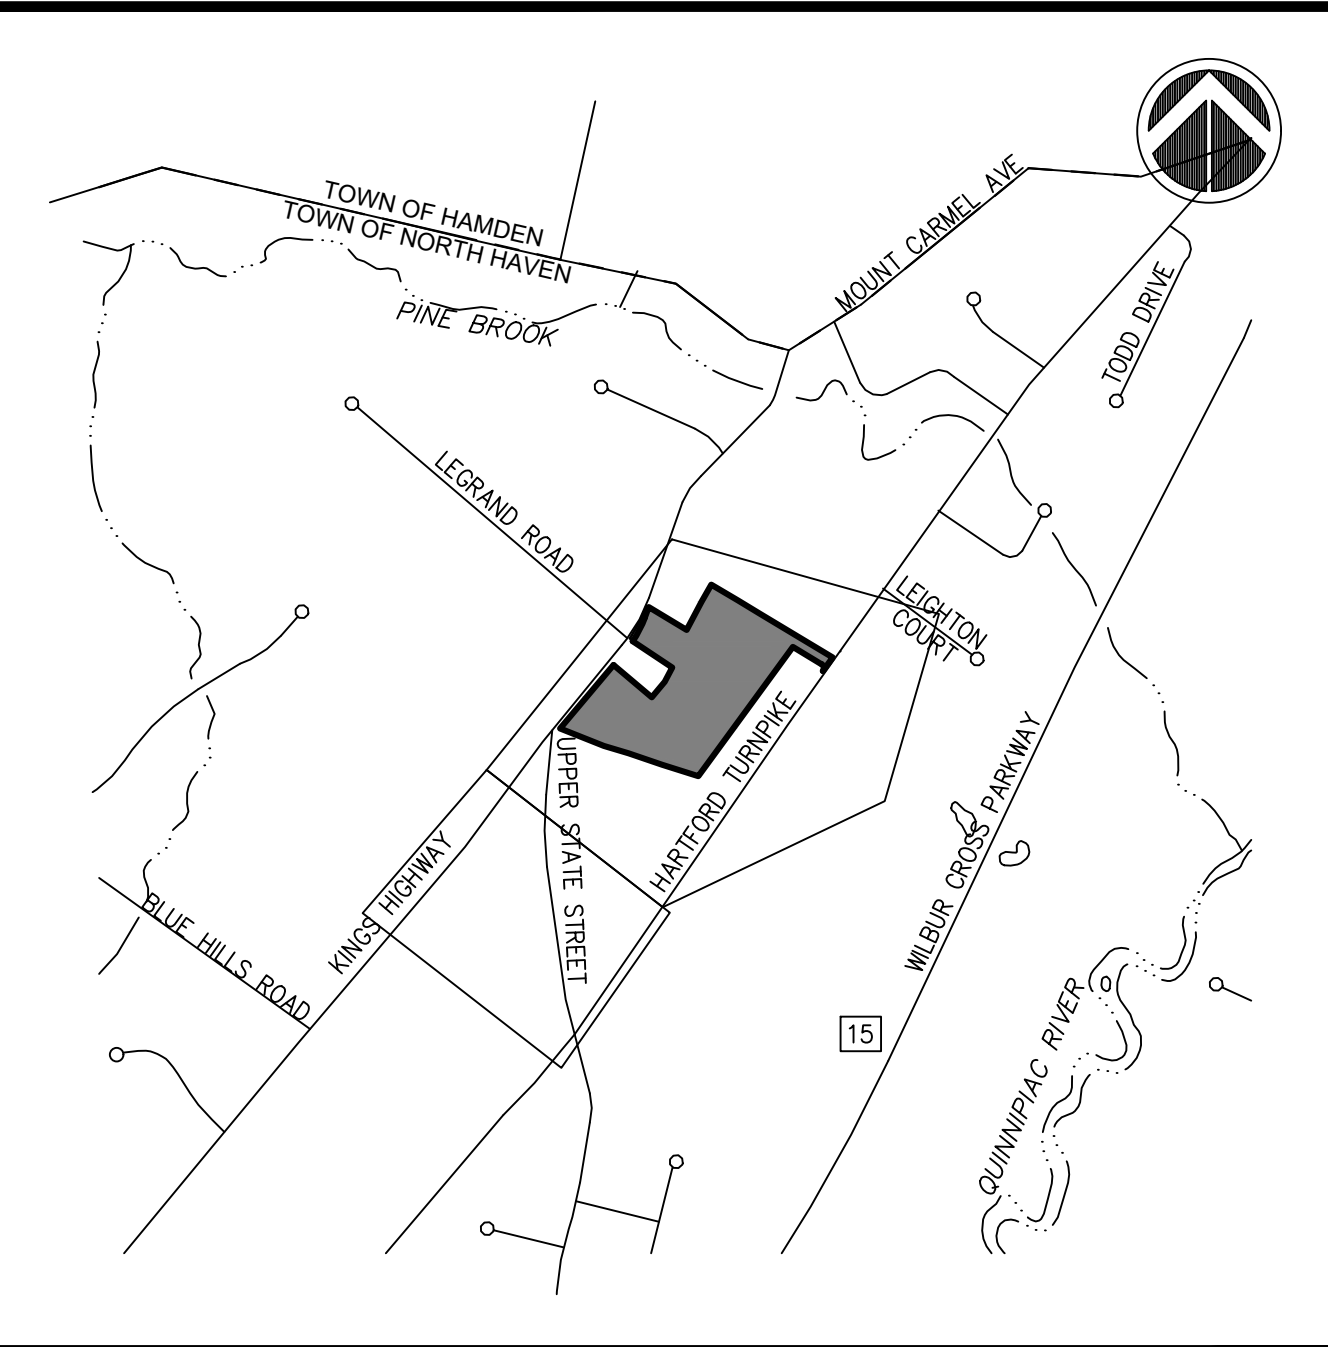 TOWN OF HAMDEN
TOWN OF NORTH HAVEN
MOUNT CARMEL AVE
PINE BROOK
TODD DRIVE
LEGRAND ROAD
LEIGHTON
COURT
UPPER STATE STREET
HARTFORD TURNPIKE
WILBUR CROSS PARKWAY
KINGS HIGHWAY
BLUE HILLS ROAD
15
QUINNIPIAC RIVER